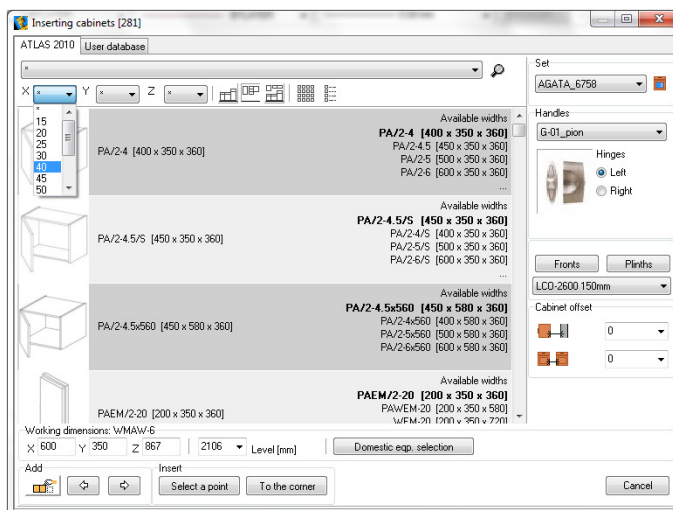 Inserting cabinets [281]
ATLAS 2010 User database
*
X * Y * Z *
*
15
20
25
30
40
45
50
Available widths
PA/2-4 [400 x 350 x 360]
PA/2-4 [400 x 350 x 360]
PA/2-4.5 [450 x 350 x 360]
PA/2-5 [500 x 350 x 360]
PA/2-6 [600 x 350 x 360]
...
Available widths
PA/2-4.5/S [450 x 350 x 360]
PA/2-4.5/S [450 x 350 x 360]
PA/2-4/S [400 x 350 x 360]
PA/2-5/S [500 x 350 x 360]
PA/2-6/S [600 x 350 x 360]
...
Available widths
PA/2-4.5x560 [450 x 580 x 360]
PA/2-4.5x560 [450 x 580 x 360]
PA/2-4x560 [400 x 580 x 360]
PA/2-5x560 [500 x 580 x 360]
PA/2-6x560 [600 x 580 x 360]
Available widths
PAEM/2-20 [200 x 350 x 360]
PAEM/2-20 [200 x 350 x 360]
PAWEM-20 [200 x 350 x 580]
WEM-20 [200 x 350 x 720]
Set
AGATA_6758
Handles
G-01_pion
Hinges
Left
Right
Fronts Plinths
LCO-2600 150mm
Cabinet offset
0
0
Working dimensions: WMAW-6
X 600 Y 350 Z 867 2106 Level [mm] Domestic eqp. selection
Add Insert
Select a point To the corner Cancel